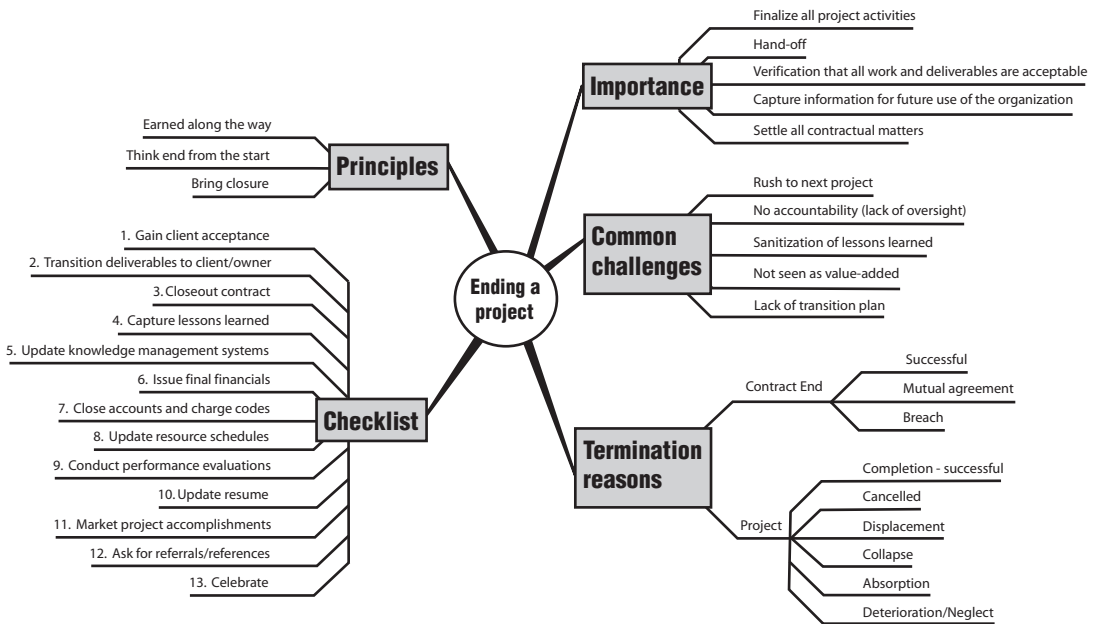 Ending a
project
Principles
Earned along the way
Think end from the start
Bring closure
Checklist
1. Gain client acceptance
2. Transition deliverables to client/owner
3. Closeout contract
4. Capture lessons learned
5. Update knowledge management systems
6. Issue final financials
7. Close accounts and charge codes
8. Update resource schedules
9. Conduct performance evaluations
10. Update resume
11. Market project accomplishments
12. Ask for referrals/references
13. Celebrate
Importance
Finalize all project activities
Hand-off
Verification that all work and deliverables are acceptable
Capture information for future use of the organization
Settle all contractual matters
Common
challenges
Rush to next project
No accountability (lack of oversight)
Sanitization of lessons learned
Not seen as value-added
Lack of transition plan
Termination
reasons
Contract End
Successful
Mutual agreement
Breach
Project
Completion - successful
Cancelled
Displacement
Collapse
Absorption
Deterioration/Neglect